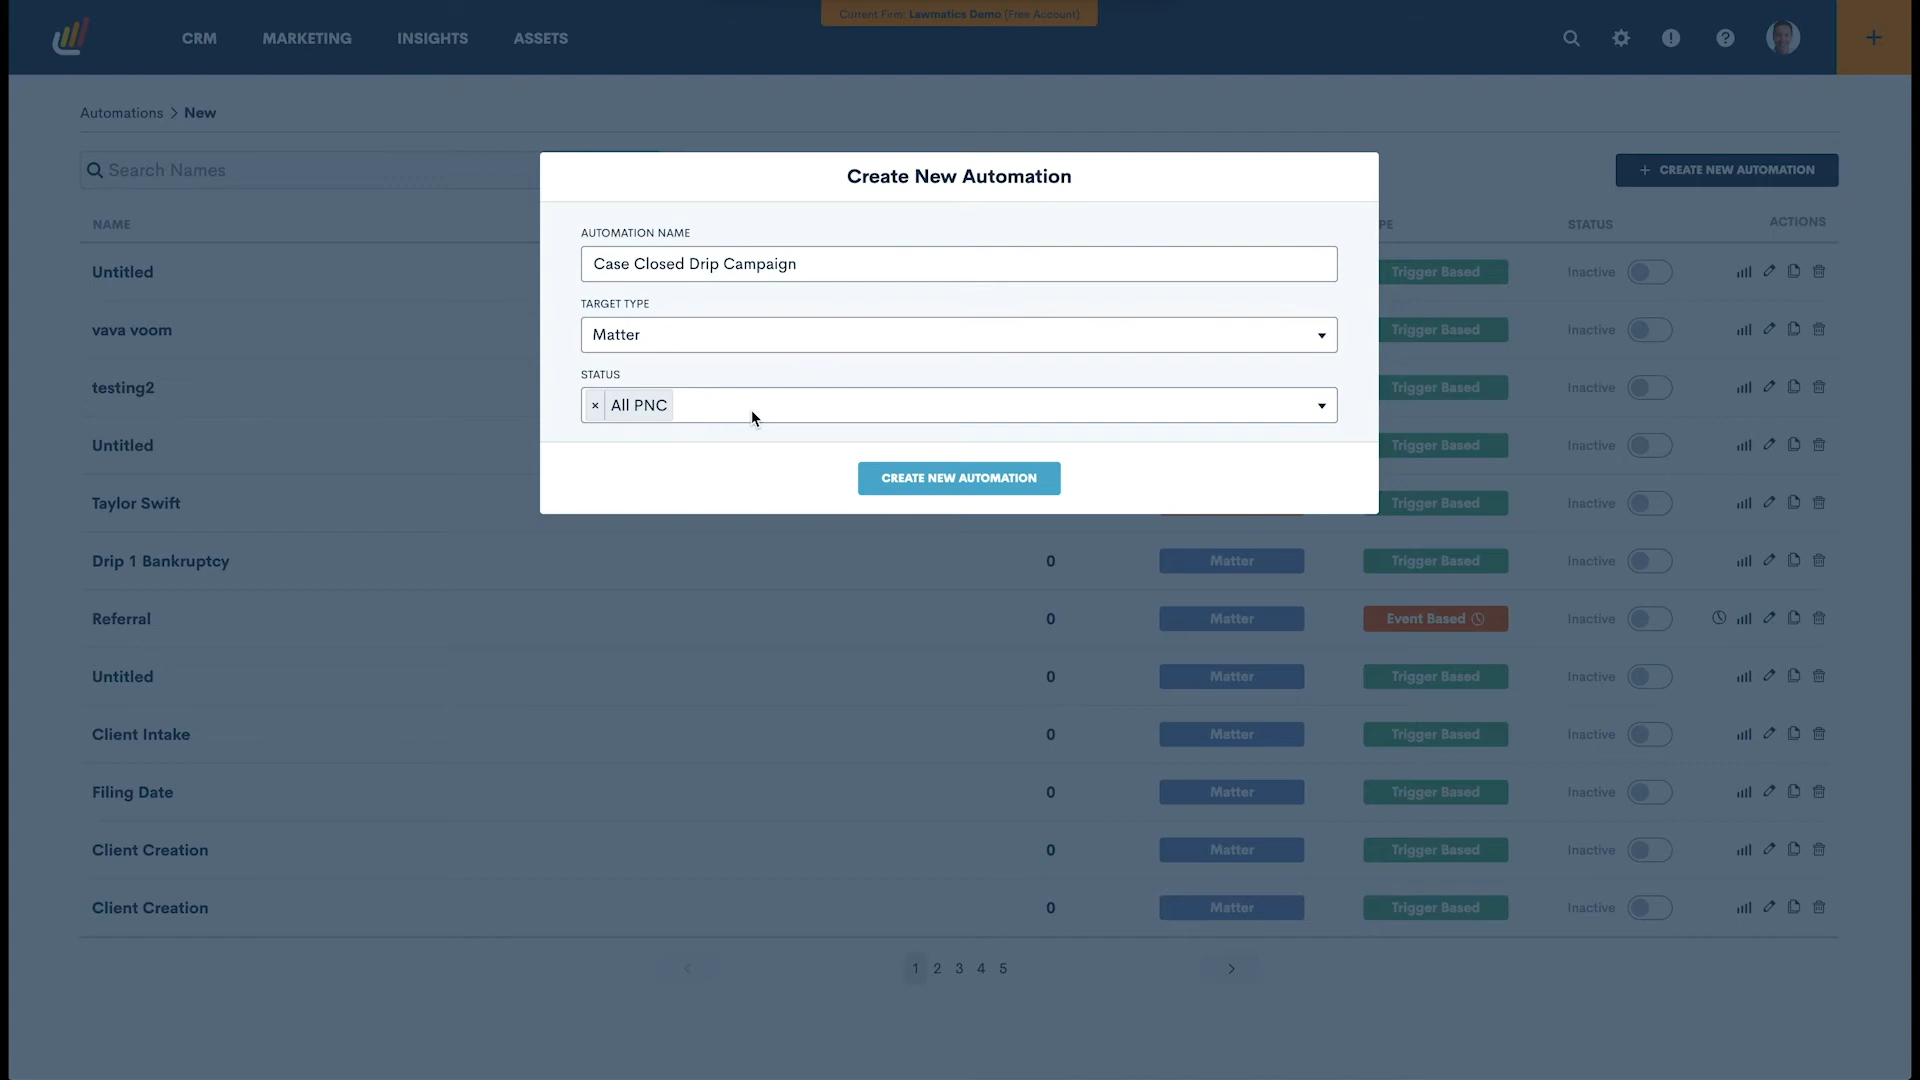 Current Firm: Lawmatics Demo (Free Account)
CRM MARKETING INSIGHTS ASSETS
Automations > New
Search Names
+ CREATE NEW AUTOMATION
Create New Automation
AUTOMATION NAME
Case Closed Drip Campaign
TARGET TYPE
Matter
STATUS
× All PNC
CREATE NEW AUTOMATION
NAME PE STATUS ACTIONS
Untitled Trigger Based Inactive
vava voom Trigger Based Inactive
testing2 Trigger Based Inactive
Untitled Trigger Based Inactive
Taylor Swift Trigger Based Inactive
Drip 1 Bankruptcy 0 Matter Trigger Based Inactive
Referral 0 Matter Event Based Inactive
Untitled 0 Matter Trigger Based Inactive
Client Intake 0 Matter Trigger Based Inactive
Filing Date 0 Matter Trigger Based Inactive
Client Creation 0 Matter Trigger Based Inactive
Client Creation 0 Matter Trigger Based Inactive
< 1 2 3 4 5 >